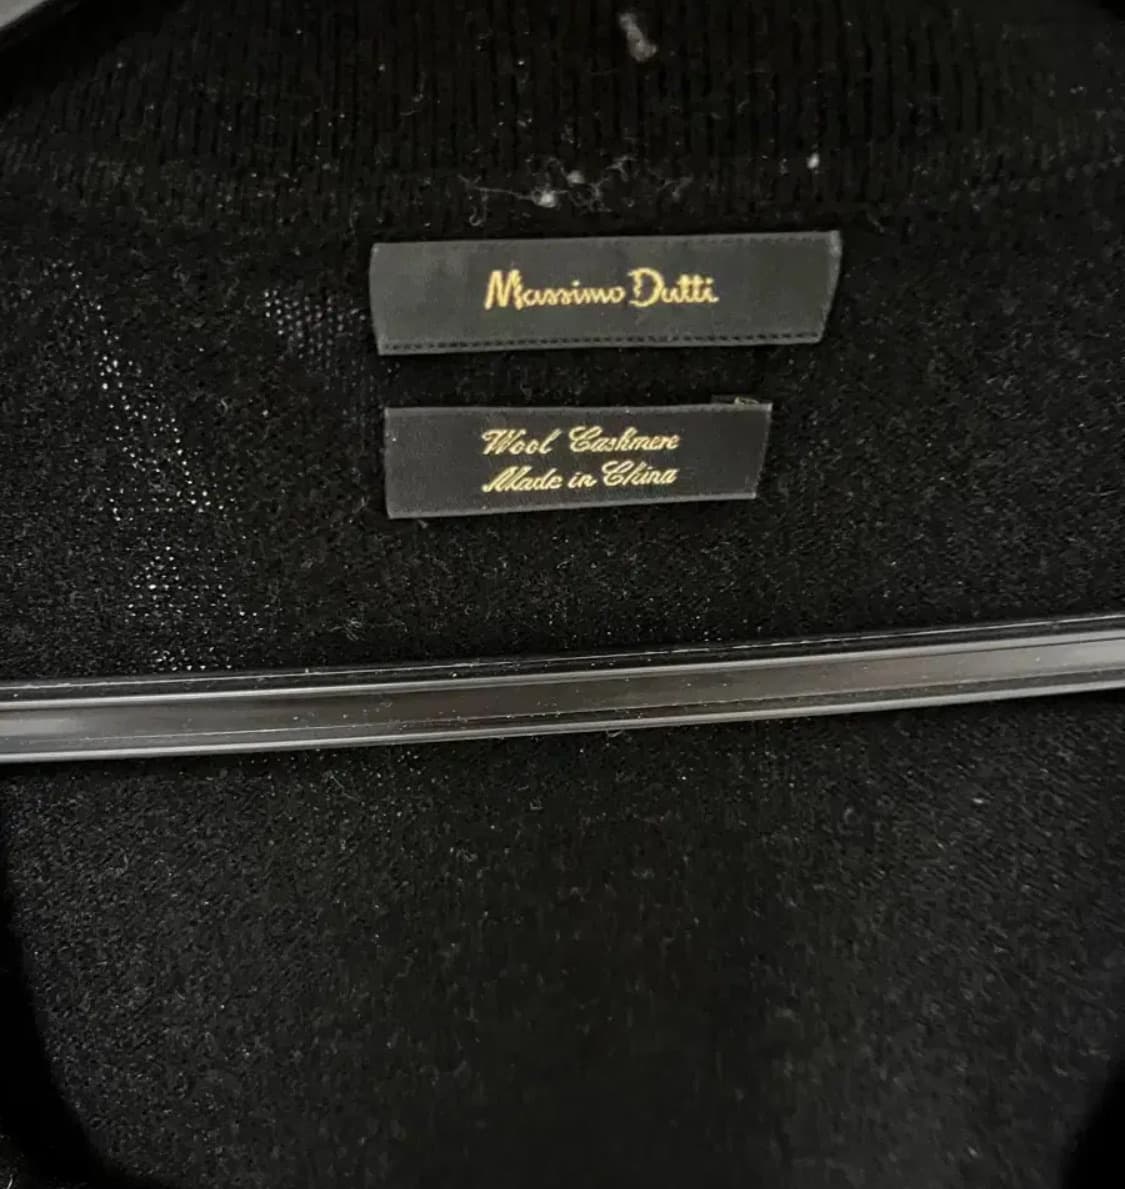 Massimo Dutti
Wool Cashmere
Made in China